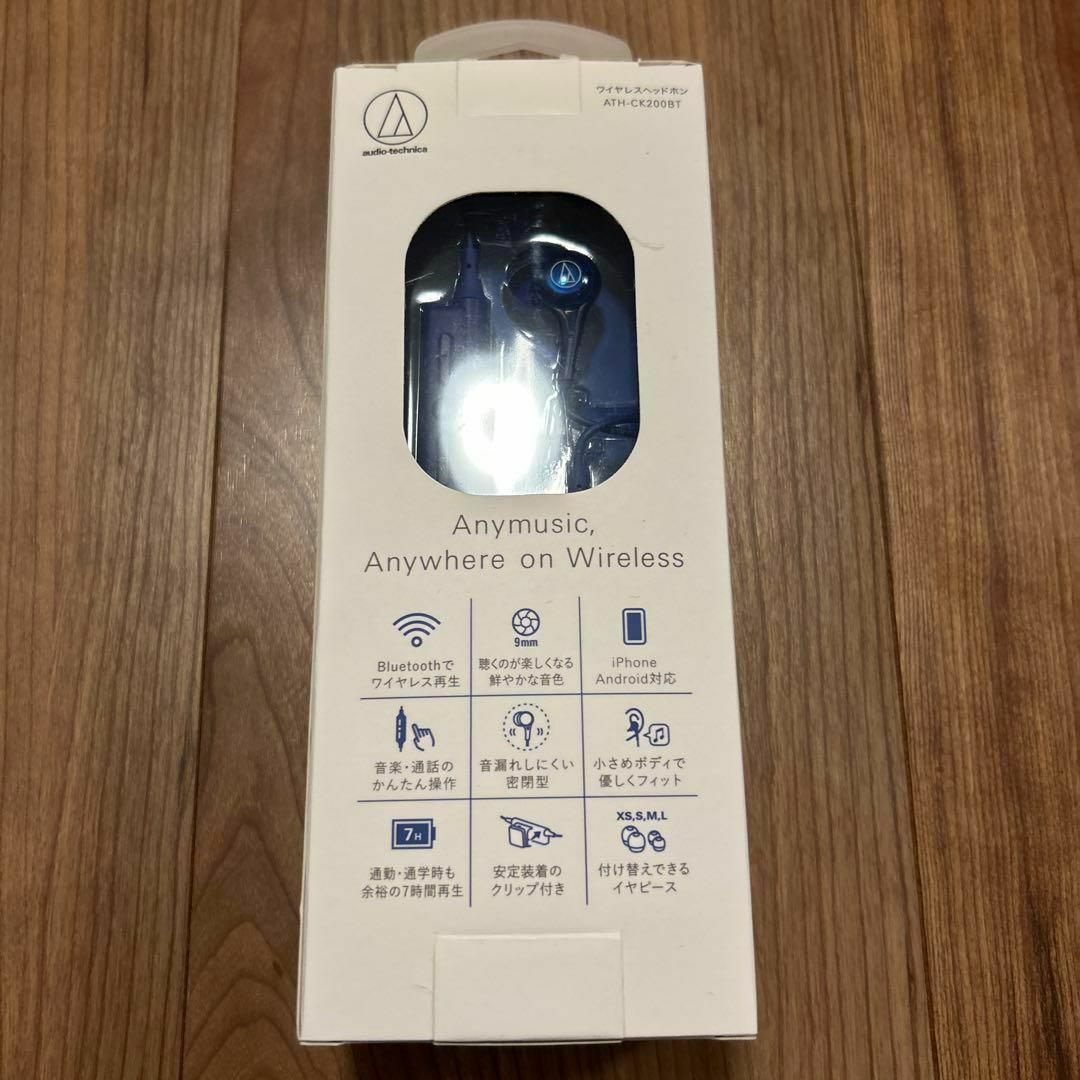 ワイヤレスヘッドホン
ATH-CK200BT
audio-technica
Anymusic,
Anywhere on Wireless
Bluetoothで
ワイヤレス再生
9mm
聴くのが楽しくなる
鮮やかな音色
iPhone
Android対応
音楽・通話の
かんたん操作
音漏れしにくい
密閉型
小さめボディで
優しくフィット
7H
通勤・通学時も
余裕の7時間再生
安定装着の
クリップ付き
XS,S,M,L
付け替えできる
イヤピース